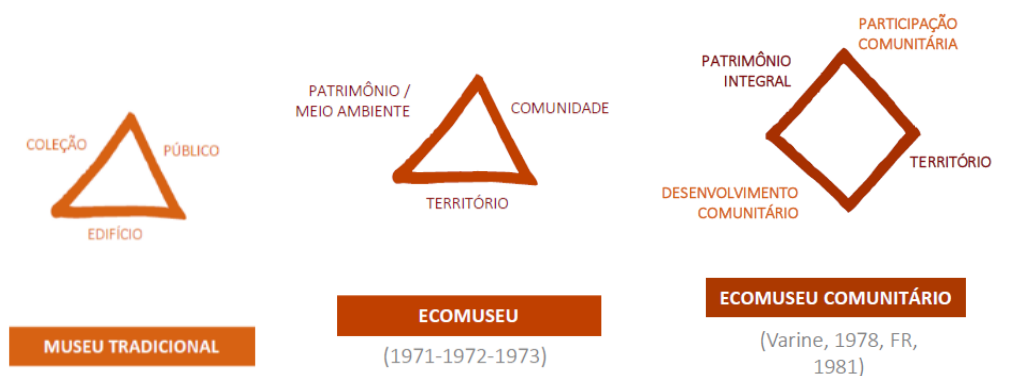 COLEÇÃO
PÚBLICO
EDIFÍCIO
MUSEU TRADICIONAL
PATRIMÔNIO /
MEIO AMBIENTE
COMUNIDADE
TERRITÓRIO
ECOMUSEU
(1971-1972-1973)
PARTICIPAÇÃO
COMUNITÁRIA
PATRIMÔNIO
INTEGRAL
TERRITÓRIO
DESENVOLVIMENTO
COMUNITÁRIO
ECOMUSEU COMUNITÁRIO
(Varine, 1978, FR,
1981)